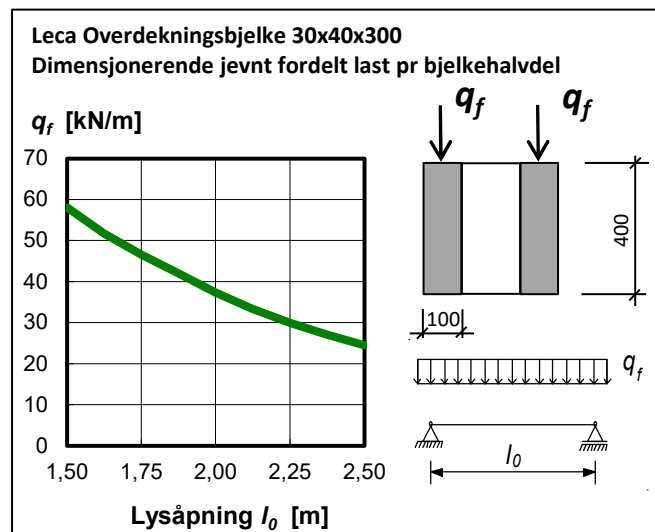 Leca Overdekningsbjelke 30x40x300
Dimensjonerende jevnt fordelt last pr bjelkehalvdel
q_f [kN/m]
70
60
50
40
30
20
10
0
1,50 1,75 2,00 2,25 2,50
Lysåpning l_0 [m]
q_f q_f
400
100
q_f
l_0